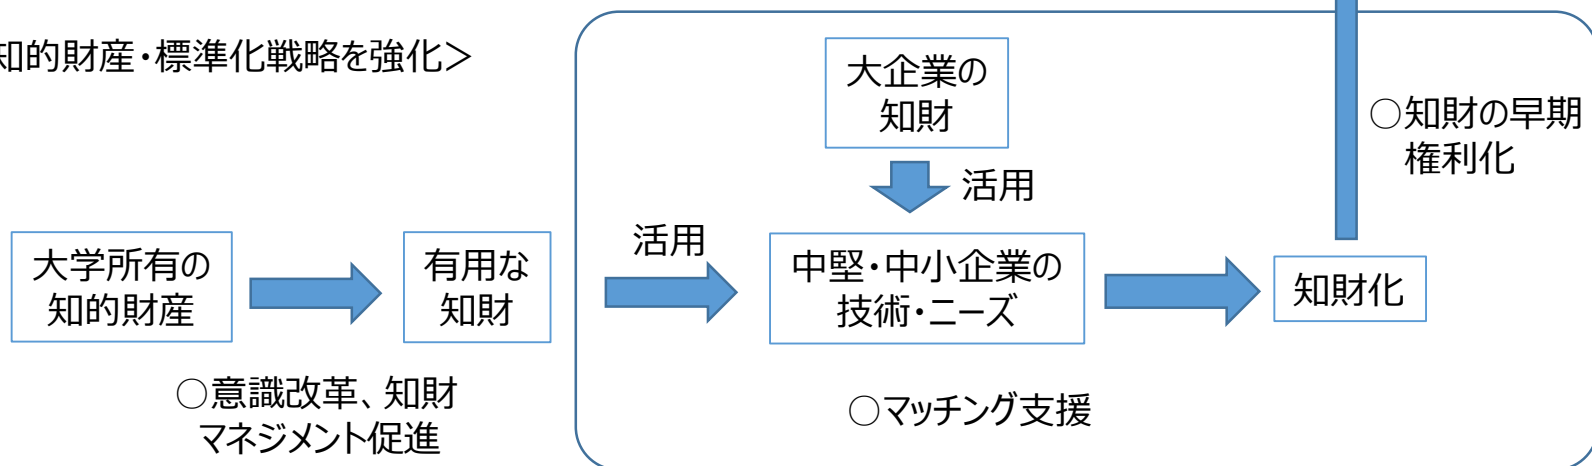 知的財産・標準化戦略を強化＞
大企業の
知財
○知財の早期
権利化
活用
活用
大学所有の
知的財産
有用な
知財
中堅・中小企業の
技術・ニーズ
知財化
○意識改革、知財
マネジメント促進
○マッチング支援